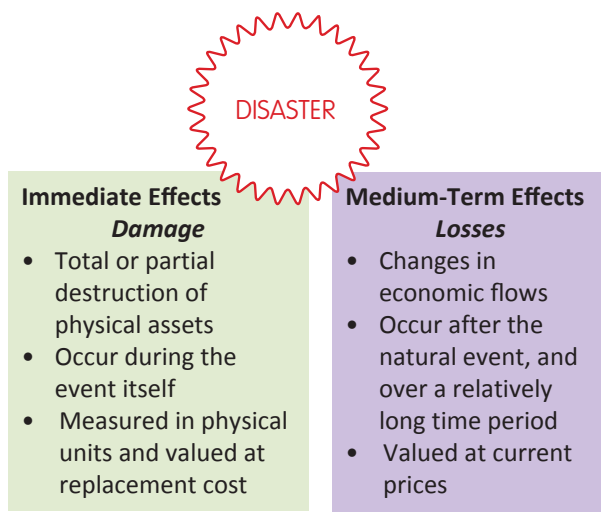 DISASTER
Immediate Effects
Damage
• Total or partial
destruction of
physical assets
• Occur during the
event itself
• Measured in physical
units and valued at
replacement cost
Medium-Term Effects
Losses
• Changes in
economic flows
• Occur after the
natural event, and
over a relatively
long time period
• Valued at current
prices